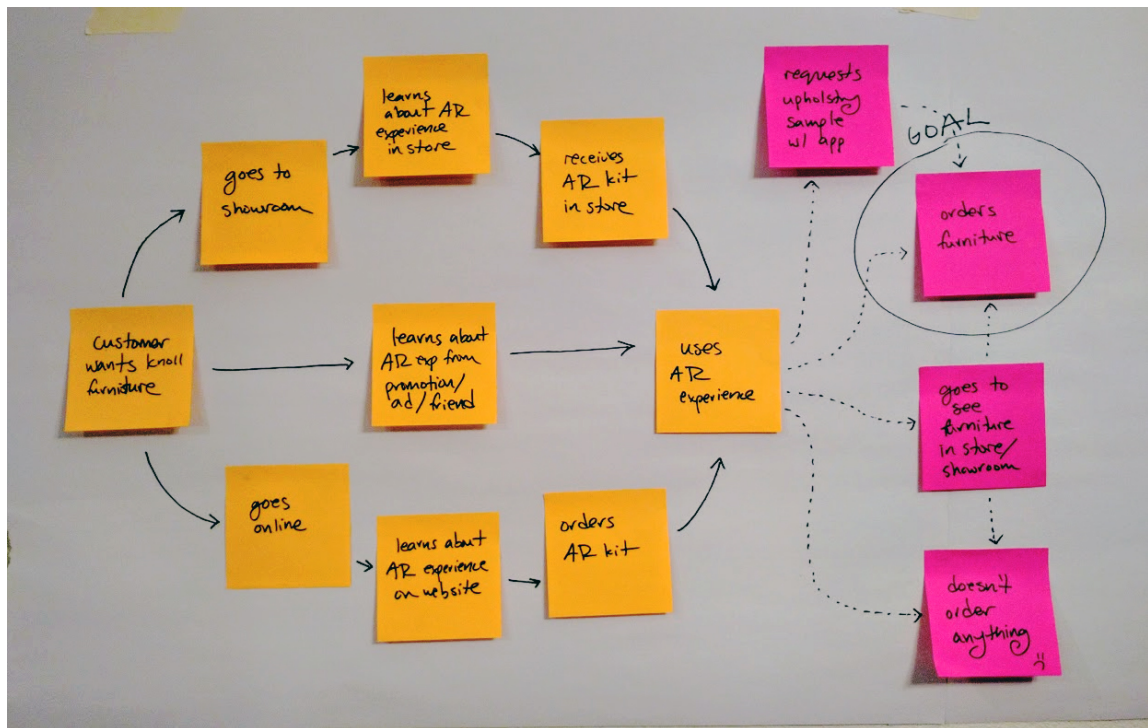 customer
wants knoll
furniture
goes to
showroom
learns
about AR
experience
in store
receives
AR kit
in store
learns about
AR exp from
promotion/
ad/friend
goes
online
learns about
AR experience
on website
orders
AR kit
uses
AR
experience
requests
upholstry
sample
w/ app
GOAL
orders
furniture
goes to
see
furniture
in store/
showroom
doesn't
order
anything